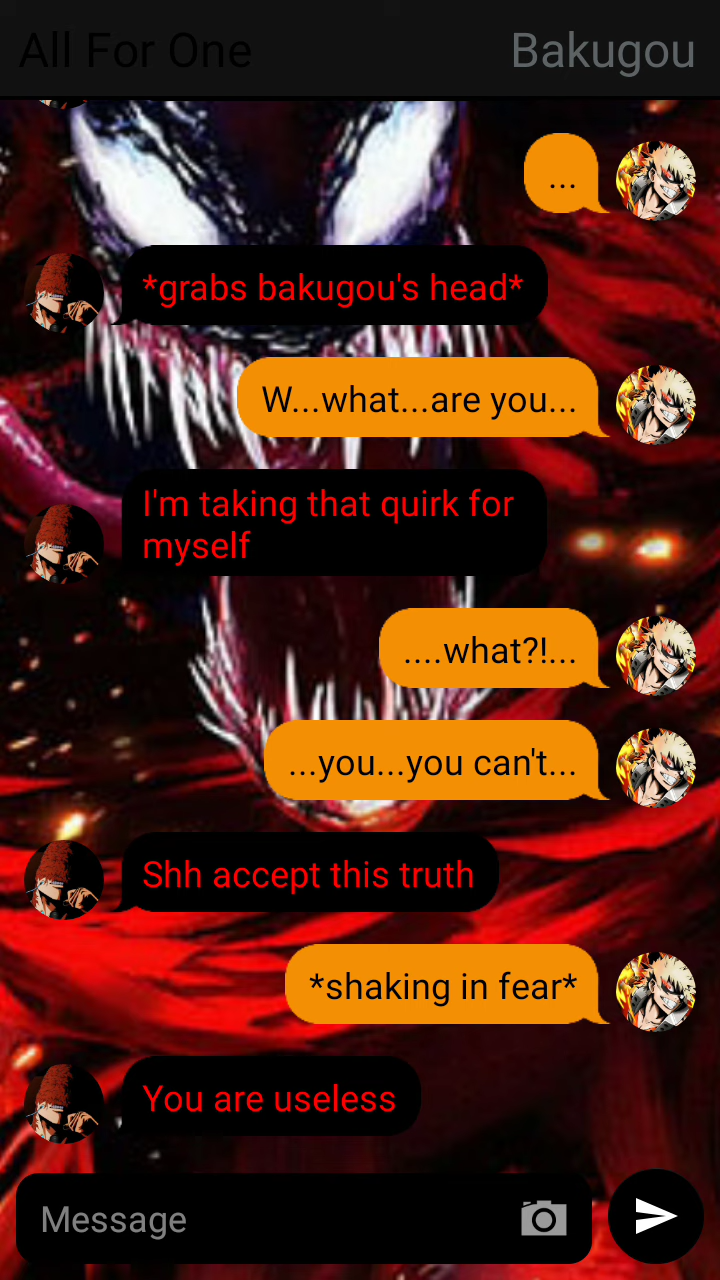 All For One
Bakugou
...
*grabs bakugou's head*
W...what...are you...
I'm taking that quirk for
myself
....what?!...
...you...you can't...
Shh accept this truth
*shaking in fear*
You are useless
Message